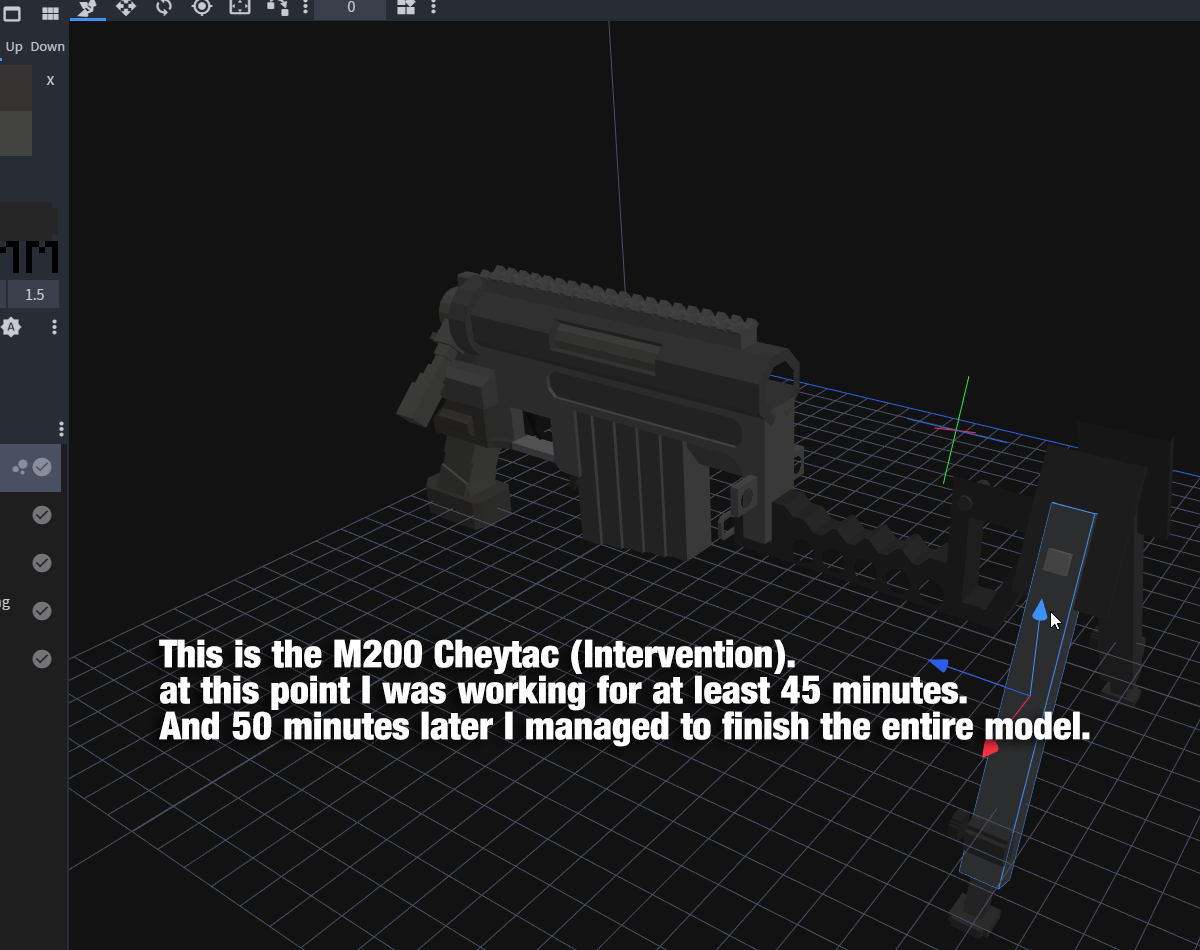 0
Up Down
X
1.5
A
g
This is the M200 Cheytac (Intervention).
at this point I was working for at least 45 minutes.
And 50 minutes later I managed to finish the entire model.